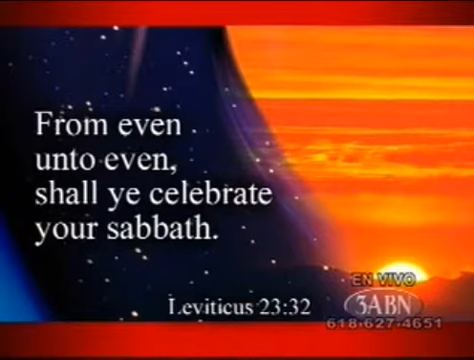 From even
unto even,
shall ye celebrate
your sabbath.
Leviticus 23:32
EN VIVO
3ABN
618-627-4651